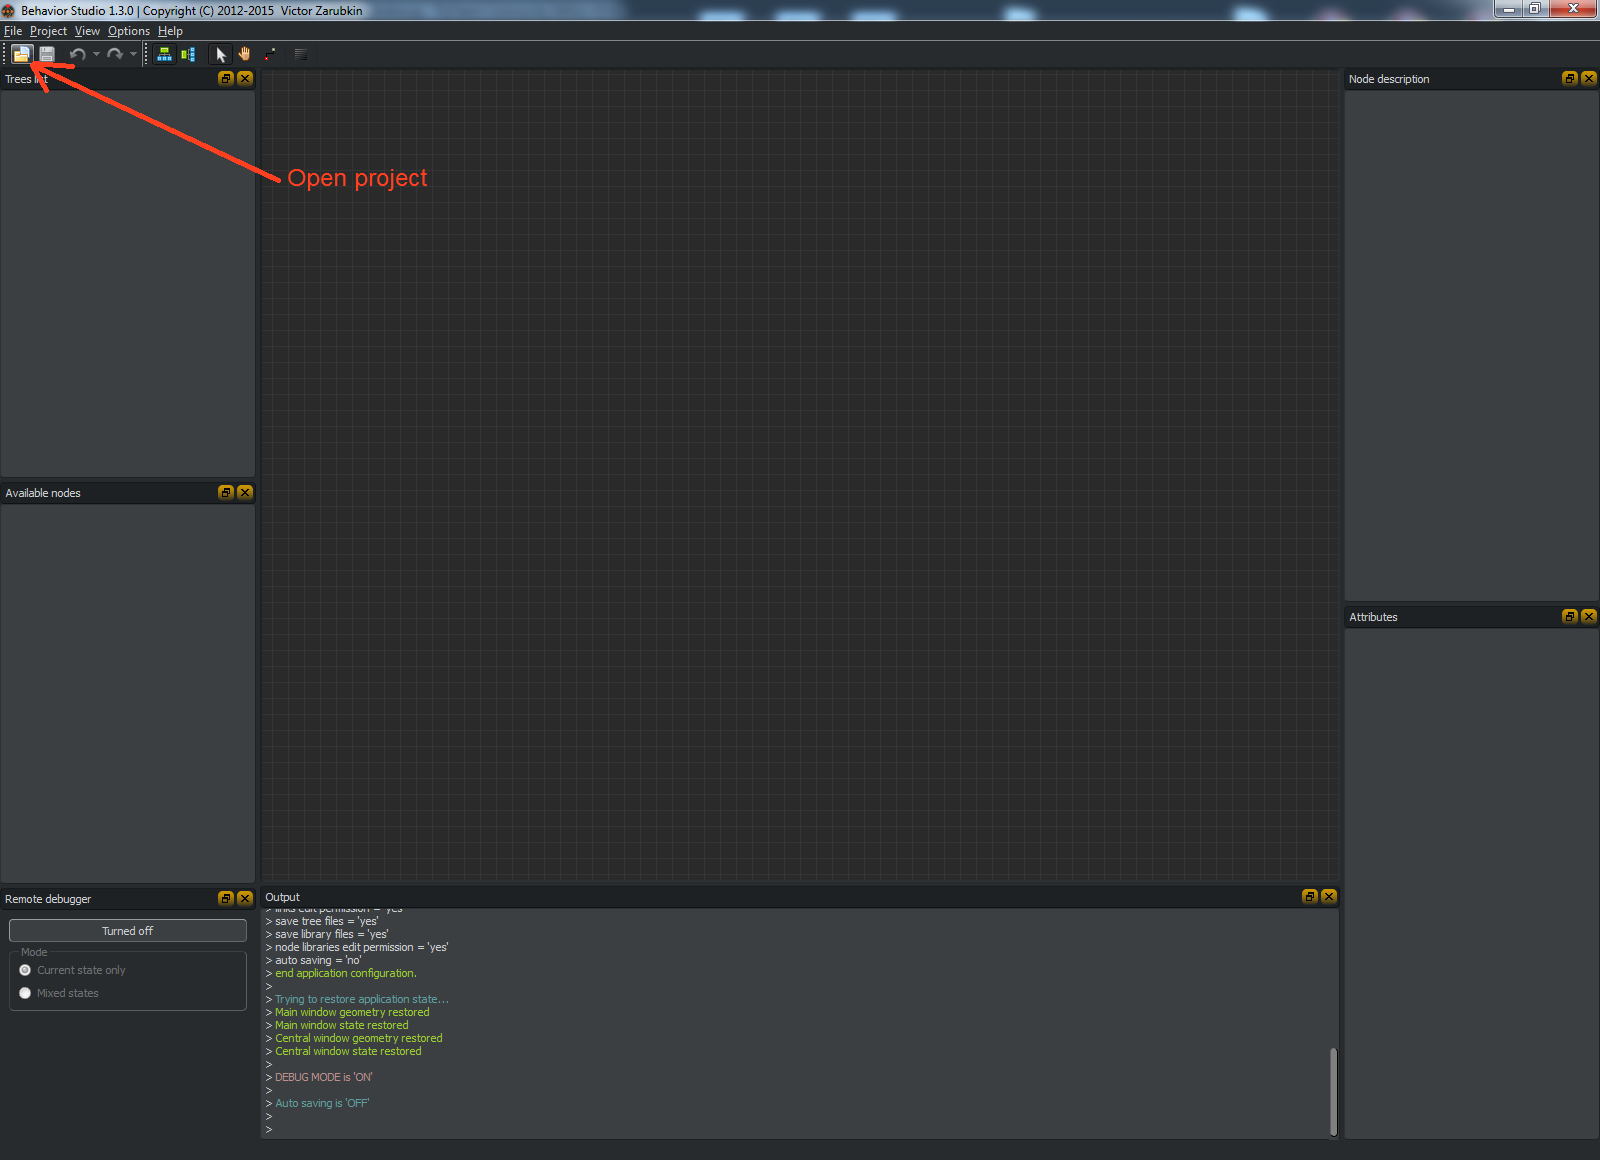 Behavior Studio 1.3.0 | Copyright (C) 2012-2015 Victor Zarubkin
File Project View Options Help
Trees list
Node description
Open project
Available nodes
Attributes
Remote debugger
Turned off
Mode
Current state only
Mixed states
Output
> links edit permission = 'yes'
> save tree files = 'yes'
> save library files = 'yes'
> node libraries edit permission = 'yes'
> auto saving = 'no'
> end application configuration.
>
> Trying to restore application state...
> Main window geometry restored
> Main window state restored
> Central window geometry restored
> Central window state restored
>
> DEBUG MODE is 'ON'
>
> Auto saving is 'OFF'
>
>